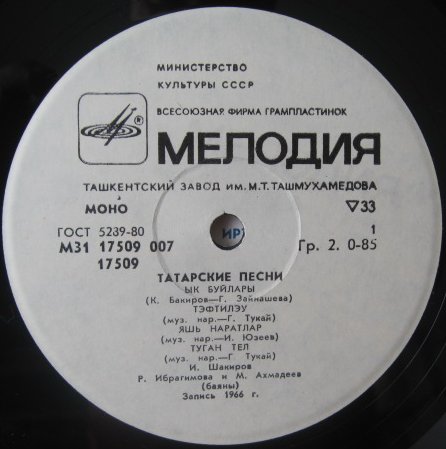 МИНИСТЕРСТВО
КУЛЬТУРЫ СССР
ВСЕСОЮЗНАЯ ФИРМА ГРАМПЛАСТИНОК
®
МЕЛОДИЯ
ТАШКЕНТСКИЙ ЗАВОД ИМ. М. Т. ТАШМУХАМЕДОВА
МОНО ▽33
ГОСТ 5239-80 1
М31 17509 007 Гр. 2. 0-85
17509
ТАТАРСКИЕ ПЕСНИ
ЫК БУЙЛАРЫ
(К. Бакиров—Г. Зайнашева)
ТЭФТИЛЭУ
(муз. нар.—Г. Тукай)
ЯШЬ НАРАТЛАР
(муз. нар.—И. Юзеев)
ТУГАН ТЕЛ
(муз. нар.—Г Тукай)
И. Шакиров
Р. Ибрагимова и М. Ахмадеев
(баяны)
Запись 1966 г.